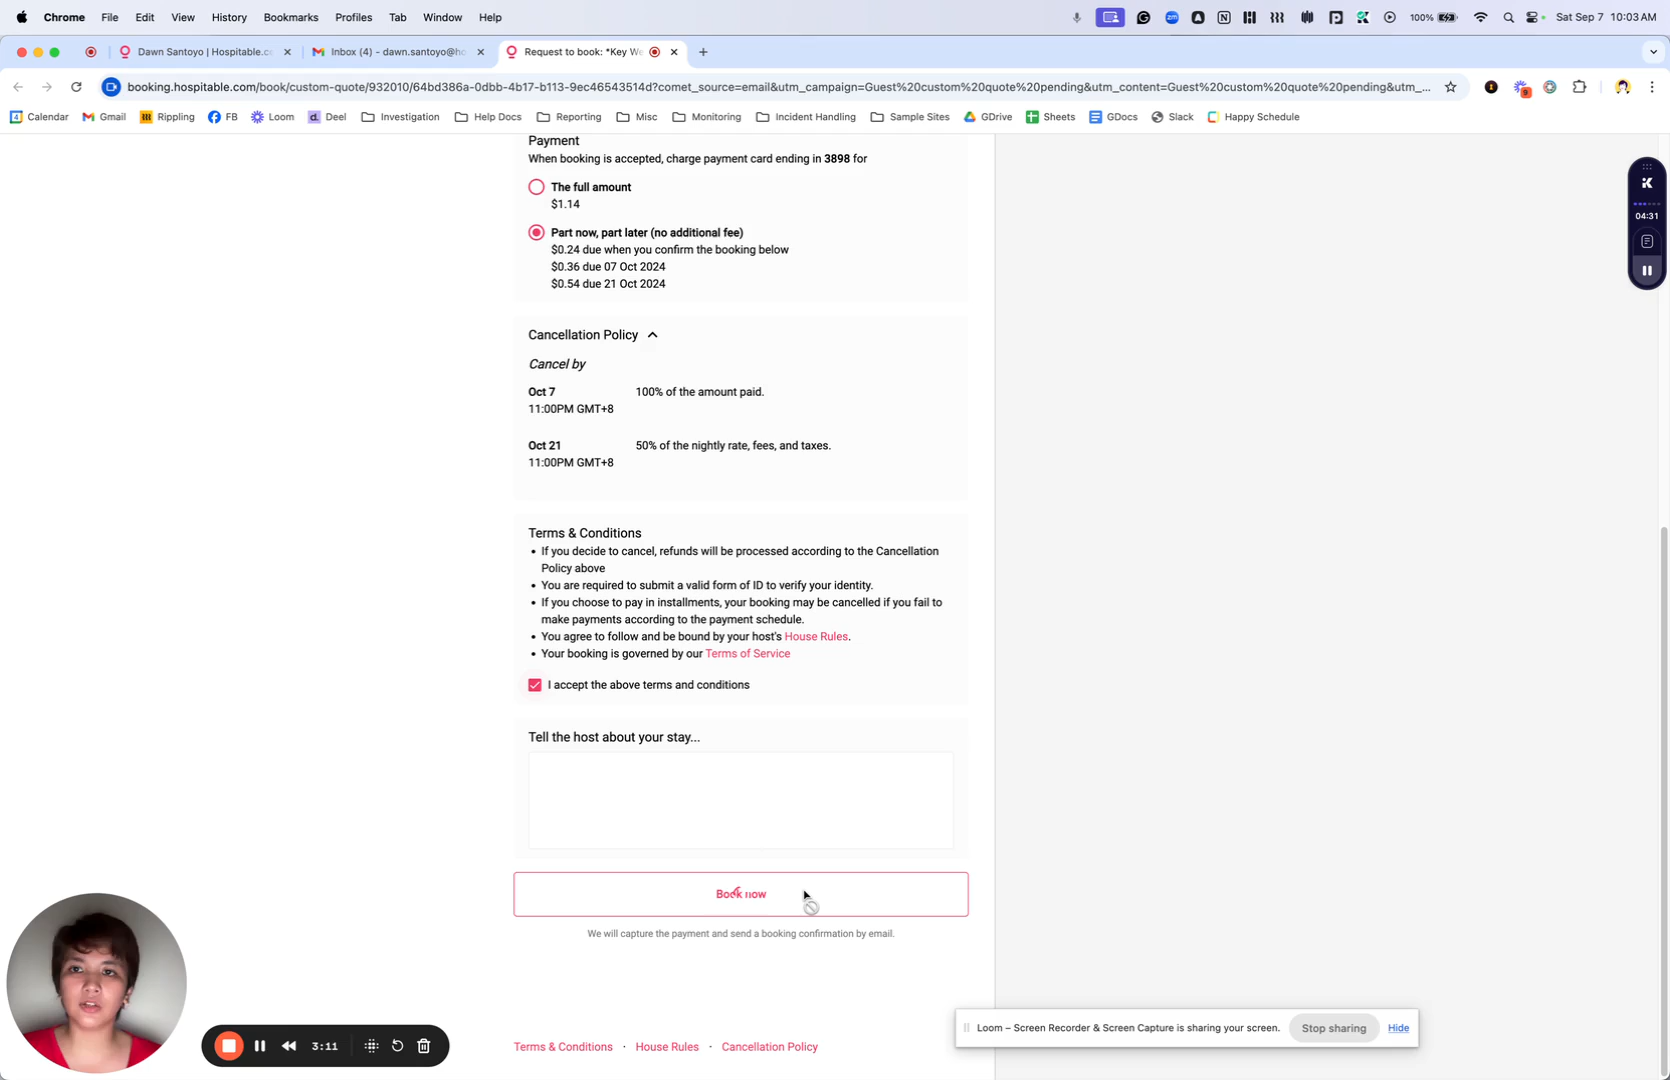 Chrome File Edit View History Bookmarks Profiles Tab Window Help 100% Sat Sep 7 10:03 AM
Dawn Santoyo | Hospitable.c Inbox (4) - dawn.santoyo@ho Request to book: *Key We
booking.hospitable.com/book/custom-quote/932010/64bd386a-0dbb-4b17-b113-9ec46543514d?comet_source=email&utm_campaign=Guest%20custom%20quote%20pending&utm_content=Guest%20custom%20quote%20pending&utm_... 9
4 Calendar Gmail Rippling FB Loom Deel Investigation Help Docs Reporting Misc Monitoring Incident Handling Sample Sites GDrive Sheets GDocs Slack Happy Schedule
Payment
When booking is accepted, charge payment card ending in 3898 for
The full amount
$1.14
Part now, part later (no additional fee)
$0.24 due when you confirm the booking below
$0.36 due 07 Oct 2024
$0.54 due 21 Oct 2024
04:31
Cancellation Policy
Cancel by
Oct 7 100% of the amount paid.
11:00PM GMT+8
Oct 21 50% of the nightly rate, fees, and taxes.
11:00PM GMT+8
Terms & Conditions
• If you decide to cancel, refunds will be processed according to the Cancellation
Policy above
• You are required to submit a valid form of ID to verify your identity.
• If you choose to pay in installments, your booking may be cancelled if you fail to
make payments according to the payment schedule.
• You agree to follow and be bound by your host's House Rules.
• Your booking is governed by our Terms of Service
I accept the above terms and conditions
Tell the host about your stay...
Book now
We will capture the payment and send a booking confirmation by email.
Loom – Screen Recorder & Screen Capture is sharing your screen. Stop sharing Hide
3:11
Terms & Conditions · House Rules · Cancellation Policy